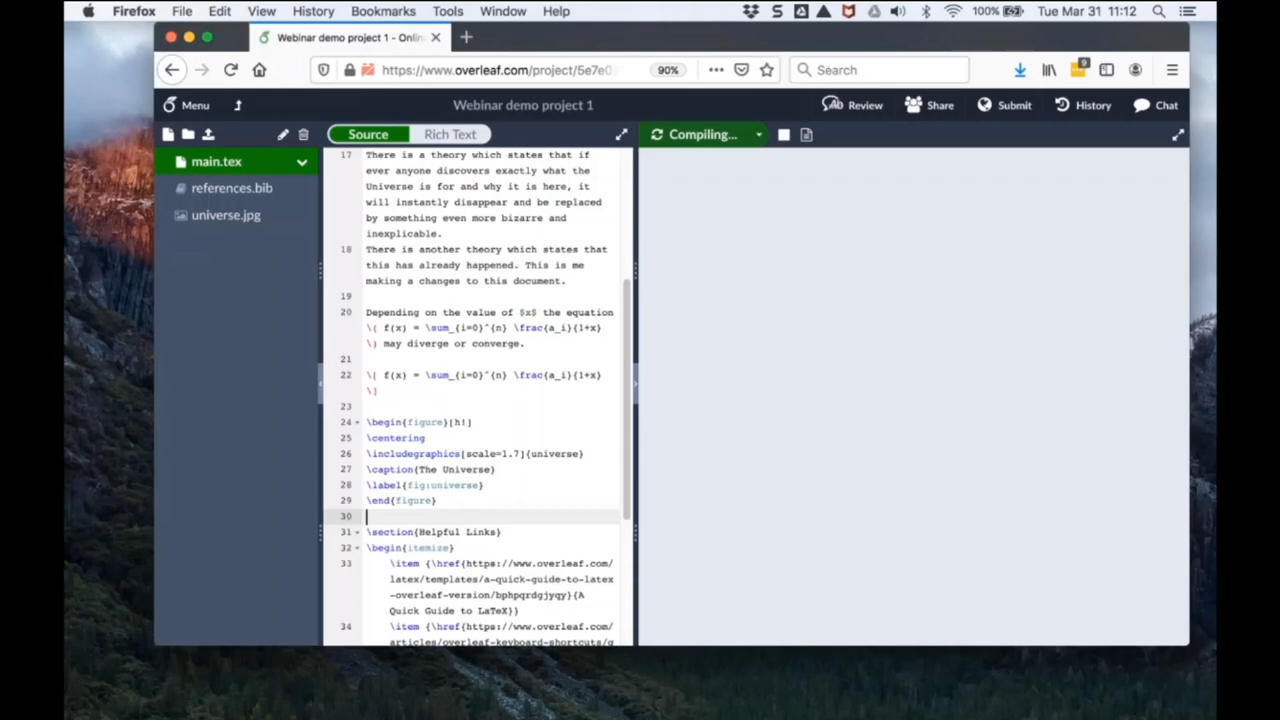 Firefox File Edit View History Bookmarks Tools Window Help 100% Tue Mar 31 11:12
Webinar demo project 1 - Onlin
https://www.overleaf.com/project/5e7e0 90% Search 9
Menu Webinar demo project 1 Review Share Submit History Chat
Source Rich Text Compiling...
main.tex
references.bib
universe.jpg
17 There is a theory which states that if
ever anyone discovers exactly what the
Universe is for and why it is here, it
will instantly disappear and be replaced
by something even more bizarre and
inexplicable.
18 There is another theory which states that
this has already happened. This is me
making a changes to this document.
19
20 Depending on the value of $x$ the equation
\( f(x) = \sum_{i=0}^{n} \frac{a_i}{1+x}
\) may diverge or converge.
21
22 \[ f(x) = \sum_{i=0}^{n} \frac{a_i}{1+x}
\]
23
24 \begin{figure}[h!]
25 \centering
26 \includegraphics[scale=1.7]{universe}
27 \caption{The Universe}
28 \label{fig:universe}
29 \end{figure}
30
31 \section{Helpful Links}
32 \begin{itemize}
33 \item {\href{https://www.overleaf.com/
latex/templates/a-quick-guide-to-latex
-overleaf-version/bphpqrdgjyqy}{A
Quick Guide to LaTeX}}
34 \item {\href{https://www.overleaf.com/
articles/overleaf-keyboard-shortcuts/g